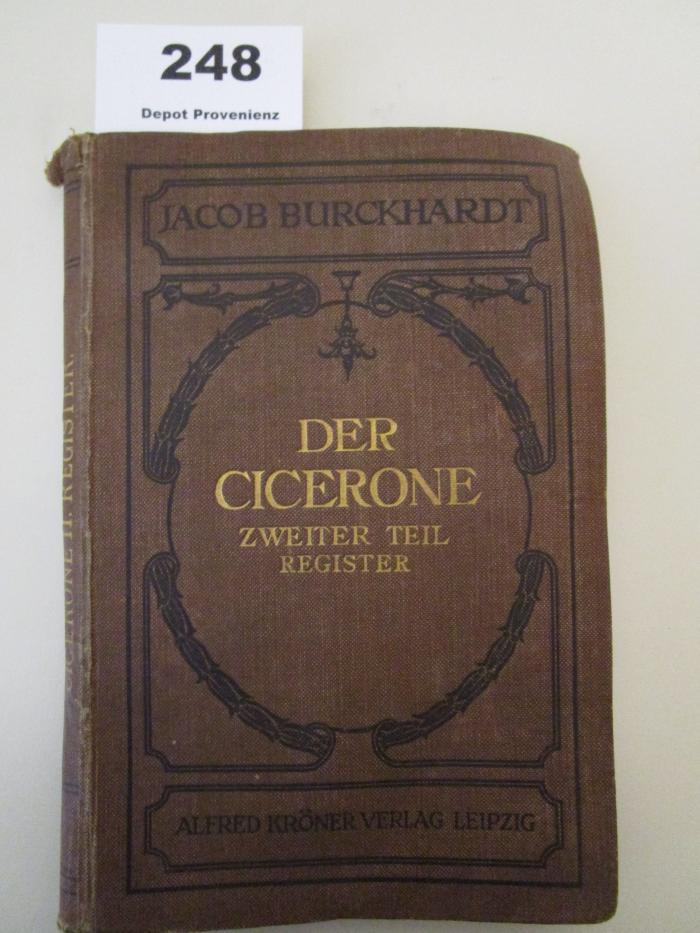 248
Depot Provenienz
JACOB BURCKHARDT
DER
CICERONE
ZWEITER TEIL
REGISTER
ALFRED KRÖNER VERLAG LEIPZIG
CICERONE II. REGISTER.